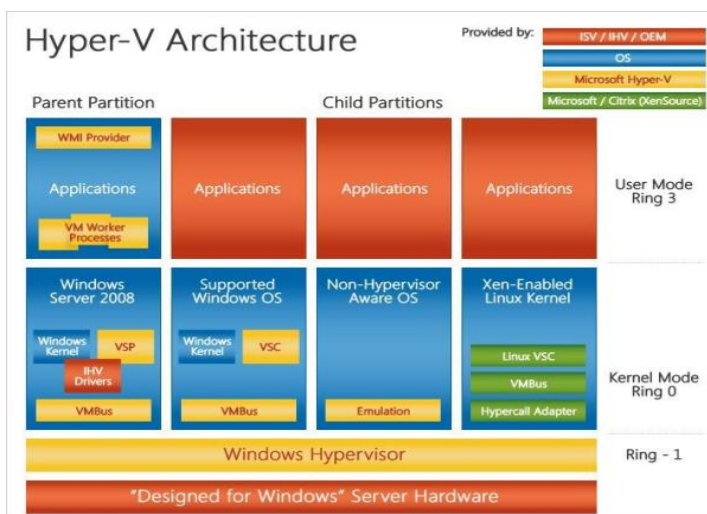 Hyper-V Architecture
Provided by:
ISV / IHV / OEM
OS
Microsoft Hyper-V
Microsoft / Citrix (XenSource)
Parent Partition
Child Partitions
WMI Provider
Applications
VM Worker
Processes
Applications
Applications
Applications
User Mode
Ring 3
Windows
Server 2008
Windows
Kernel
VSP
IHV
Drivers
VMBus
Supported
Windows OS
Windows
Kernel
VSC
VMBus
Non-Hypervisor
Aware OS
Emulation
Xen-Enabled
Linux Kernel
Linux VSC
VMBus
Hypercall Adapter
Kernel Mode
Ring 0
Windows Hypervisor
Ring - 1
"Designed for Windows" Server Hardware